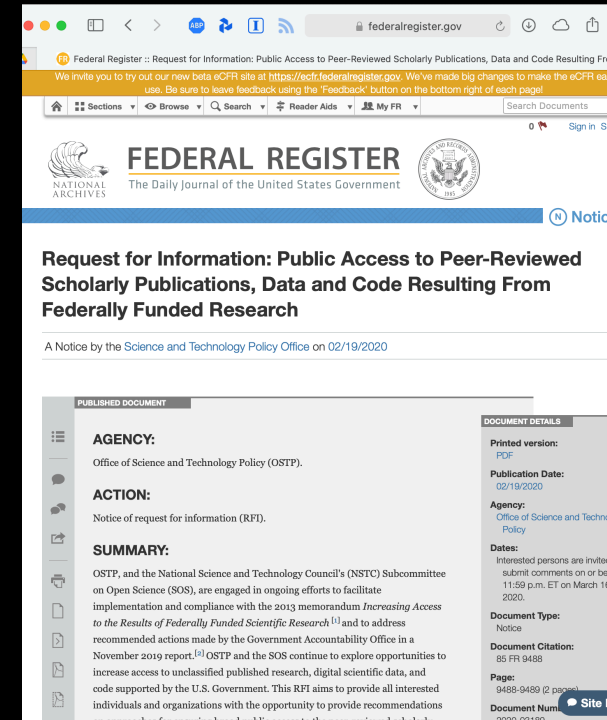 ABP
federalregister.gov
FR Federal Register :: Request for Information: Public Access to Peer-Reviewed Scholarly Publications, Data and Code Resulting
We invite you to try out our new beta eCFR site at https://ecfr.federalregister.gov. We've made big changes to make the eCFR
use. Be sure to leave feedback using the 'Feedback' button on the bottom right of each page!
Sections Browse Search Reader Aids My FR Search Documents
0 Sign in
NATIONAL ARCHIVES
FEDERAL REGISTER
The Daily Journal of the United States Government
1985
N
Request for Information: Public Access to Peer-Reviewed
Scholarly Publications, Data and Code Resulting From
Federally Funded Research
A Notice by the Science and Technology Policy Office on 02/19/2020
PUBLISHED DOCUMENT
AGENCY:
Office of Science and Technology Policy (OSTP).
ACTION:
Notice of request for information (RFI).
SUMMARY:
OSTP, and the National Science and Technology Council's (NSTC) Subcommittee
on Open Science (SOS), are engaged in ongoing efforts to facilitate
implementation and compliance with the 2013 memorandum Increasing Access
to the Results of Federally Funded Scientific Research [1] and to address
recommended actions made by the Government Accountability Office in a
November 2019 report.[2] OSTP and the SOS continue to explore opportunities to
increase access to unclassified published research, digital scientific data, and
code supported by the U.S. Government. This RFI aims to provide all interested
individuals and organizations with the opportunity to provide recommendations
DOCUMENT DETAILS
Printed version:
PDF
Publication Date:
02/19/2020
Agency:
Office of Science and
Policy
Dates:
Interested persons are
submit comments on or
11:59 p.m. ET on March
2020.
Document Type:
Notice
Document Citation:
85 FR 9488
Page:
9488-9489 (2 pages)
Document
Site